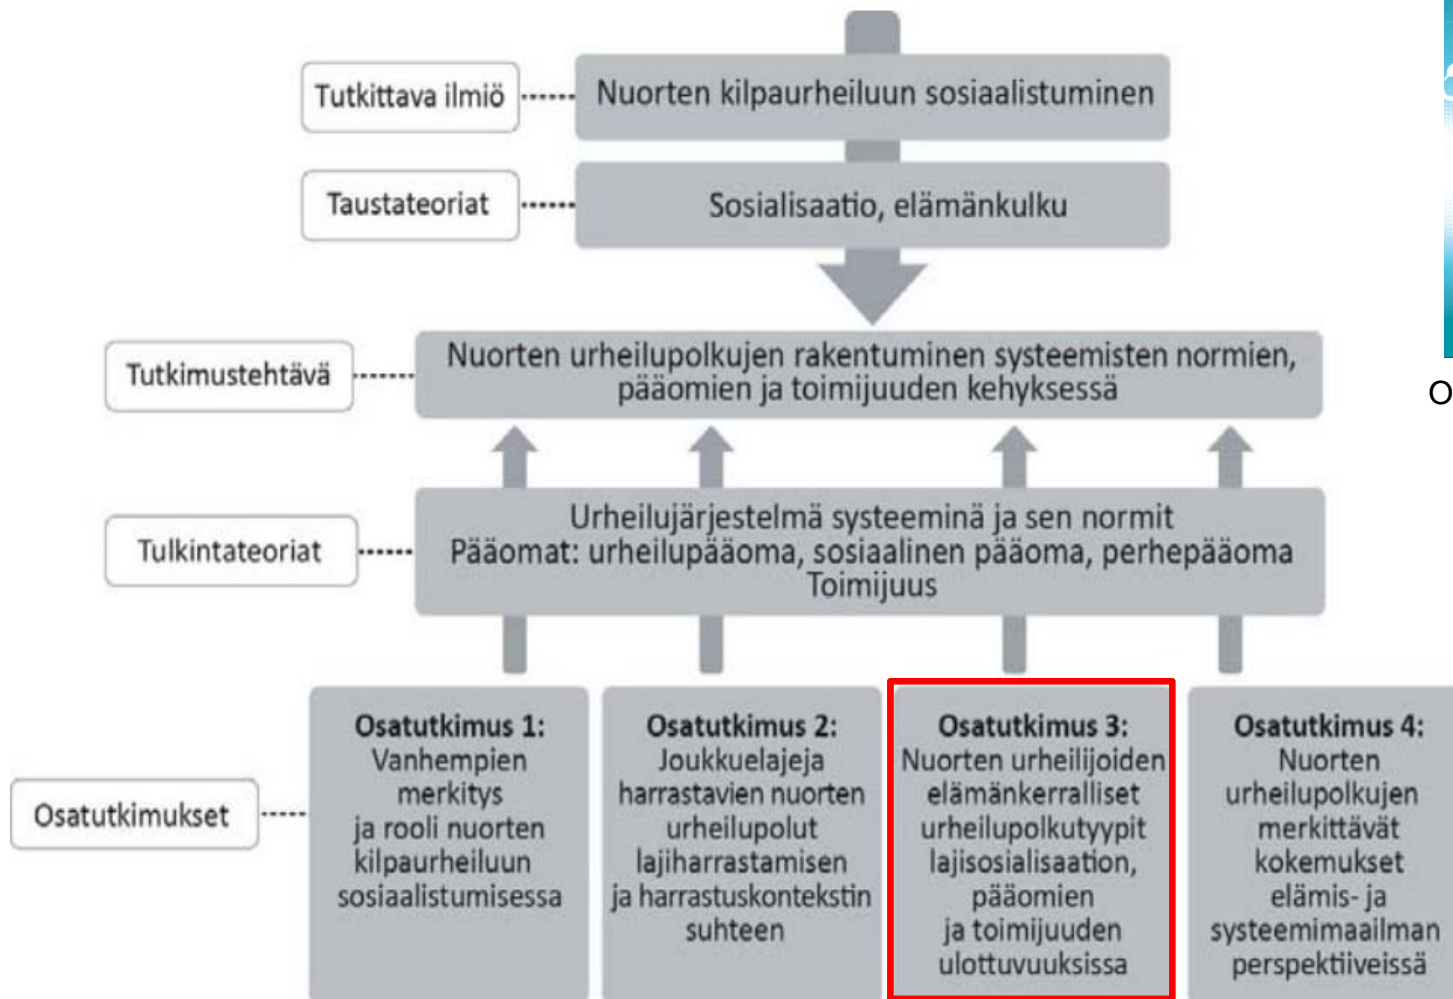 Tutkittava ilmiö
Nuorten kilpaurheiluun sosiaalistuminen
Taustateoriat
Sosialisaatio, elämänkulku
Tutkimustehtävä
Nuorten urheilupolkujen rakentuminen systeemisten normien,
pääomien ja toimijuuden kehyksessä
Tulkintateoriat
Urheilujärjestelmä systeeminä ja sen normit
Pääomat: urheilupääoma, sosiaalinen pääoma, perhepääoma
Toimijuus
Osatutkimukset
Osatutkimus 1:
Vanhempien
merkitys
ja rooli nuorten
kilpaurheiluun
sosiaalistumisessa
Osatutkimus 2:
Joukkuelajeja
harrastavien nuorten
urheilupolut
lajiharrastamisen
ja harrastuskontekstin
suhteen
Osatutkimus 3:
Nuorten urheilijoiden
elämänkerralliset
urheilupolkutyypit
lajisosialisaation,
pääomien
ja toimijuuden
ulottuvuuksissa
Osatutkimus 4:
Nuorten
urheilupolkujen
merkittävät
kokemukset
elämis- ja
systeemimaailman
perspektiiveissä